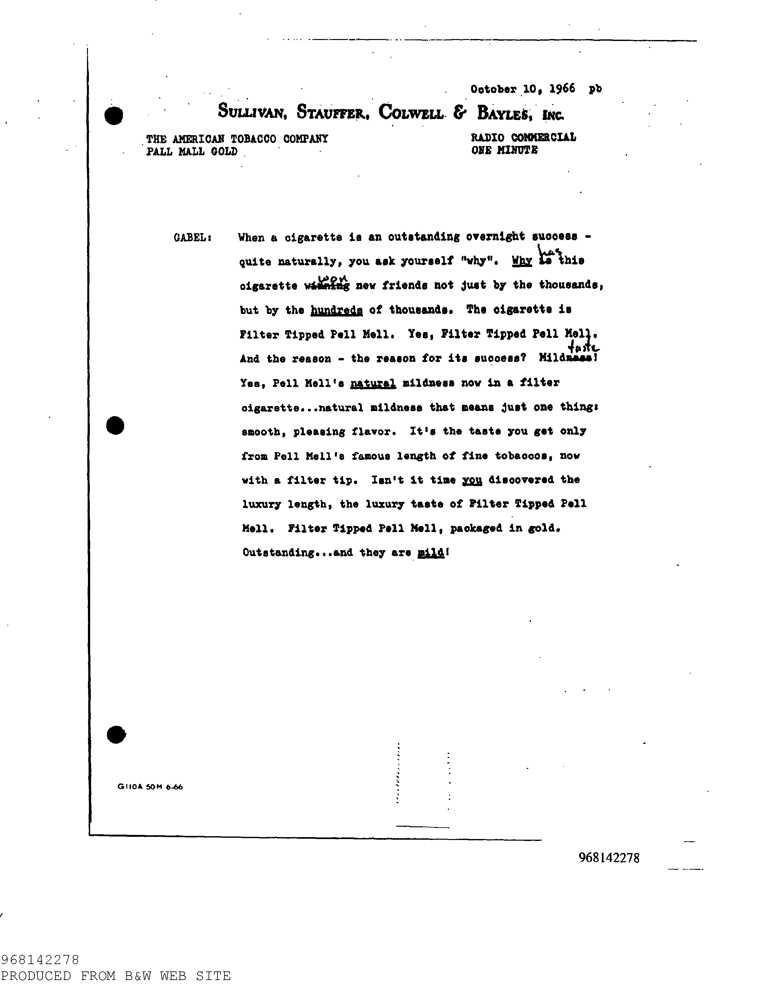 October 10, 1966 pb
SULLIVAN, STAUFFER, COLWELL & BAYLES, INC.
THE AMERICAN TOBACCO COMPANY
PALL MALL GOLD
RADIO COMMERCIAL
ONE MINUTE
GABEL: When a cigarette is an outstanding overnight success -
has
quite naturally, you ask yourself "why". Why is this
won
cigarette winning new friends not just by the thousands,
but by the hundreds of thousands. The cigarette is
Filter Tipped Pell Mell. Yes, Filter Tipped Pell Mell.
taste
And the reason - the reason for its success? Mildness!
Yes, Pell Mell's natural mildness now in a filter
cigarette...natural mildness that means just one thing:
smooth, pleasing flavor. It's the taste you get only
from Pell Mell's famous length of fine tobaccos, now
with a filter tip. Isn't it time you discovered the
luxury length, the luxury taste of Filter Tipped Pell
Mell. Filter Tipped Pell Mell, packaged in gold.
Outstanding...and they are mild!
G110A 50M 6-66
968142278
968142278
PRODUCED FROM B&W WEB SITE